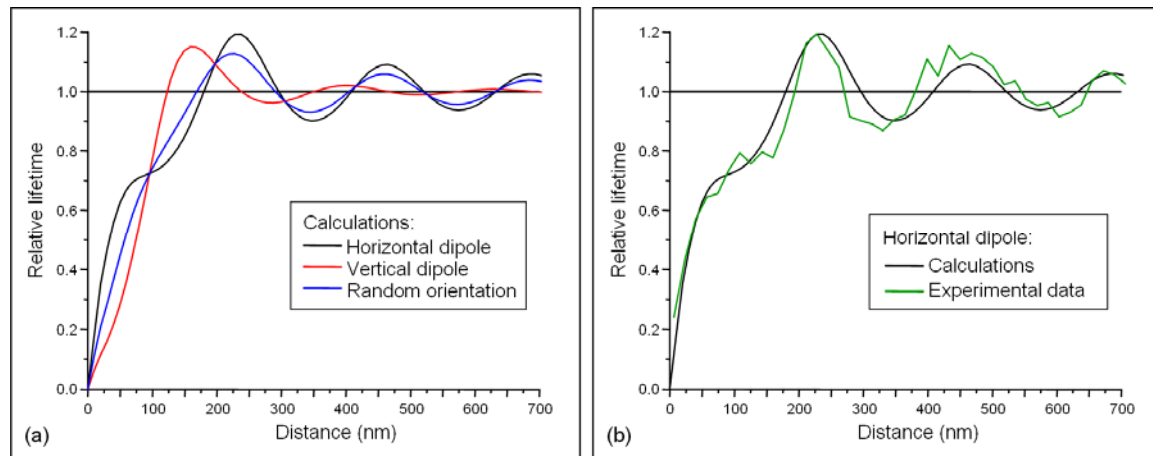 1.2
1.0
0.8
0.6
0.4
0.2
0.0
Relative lifetime
Calculations:
Horizontal dipole
Vertical dipole
Random orientation
0 100 200 300 400 500 600 700
Distance (nm)
(a)
1.2
1.0
0.8
0.6
0.4
0.2
0.0
Relative lifetime
Horizontal dipole:
Calculations
Experimental data
0 100 200 300 400 500 600 700
Distance (nm)
(b)